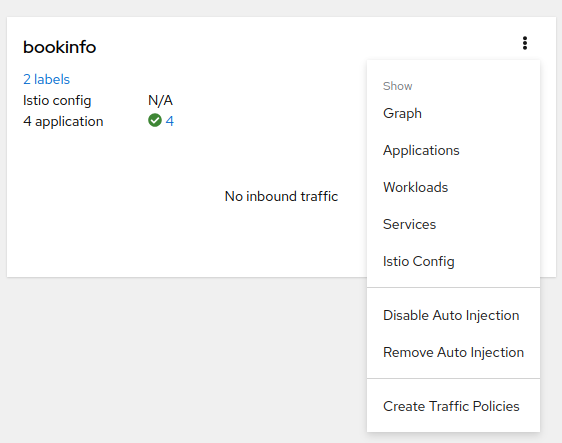 bookinfo
2 labels
Istio config N/A
4 application 4
No inbound traffic
Show
Graph
Applications
Workloads
Services
Istio Config
Disable Auto Injection
Remove Auto Injection
Create Traffic Policies